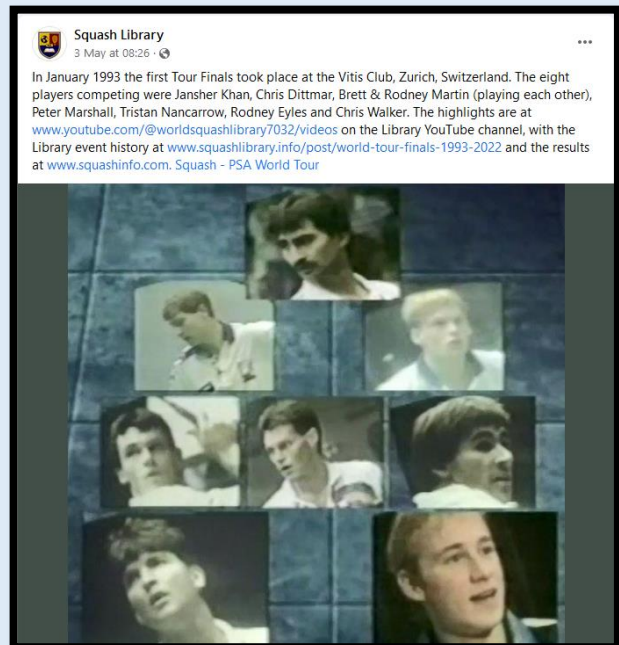 Squash Library
3 May at 08:26 ·
In January 1993 the first Tour Finals took place at the Vitis Club, Zurich, Switzerland. The eight
players competing were Jansher Khan, Chris Dittmar, Brett & Rodney Martin (playing each other),
Peter Marshall, Tristan Nancarrow, Rodney Eyles and Chris Walker. The highlights are at
www.youtube.com/@worldsquashlibrary7032/videos on the Library YouTube channel, with the
Library event history at www.squashlibrary.info/post/world-tour-finals-1993-2022 and the results
at www.squashinfo.com. Squash - PSA World Tour